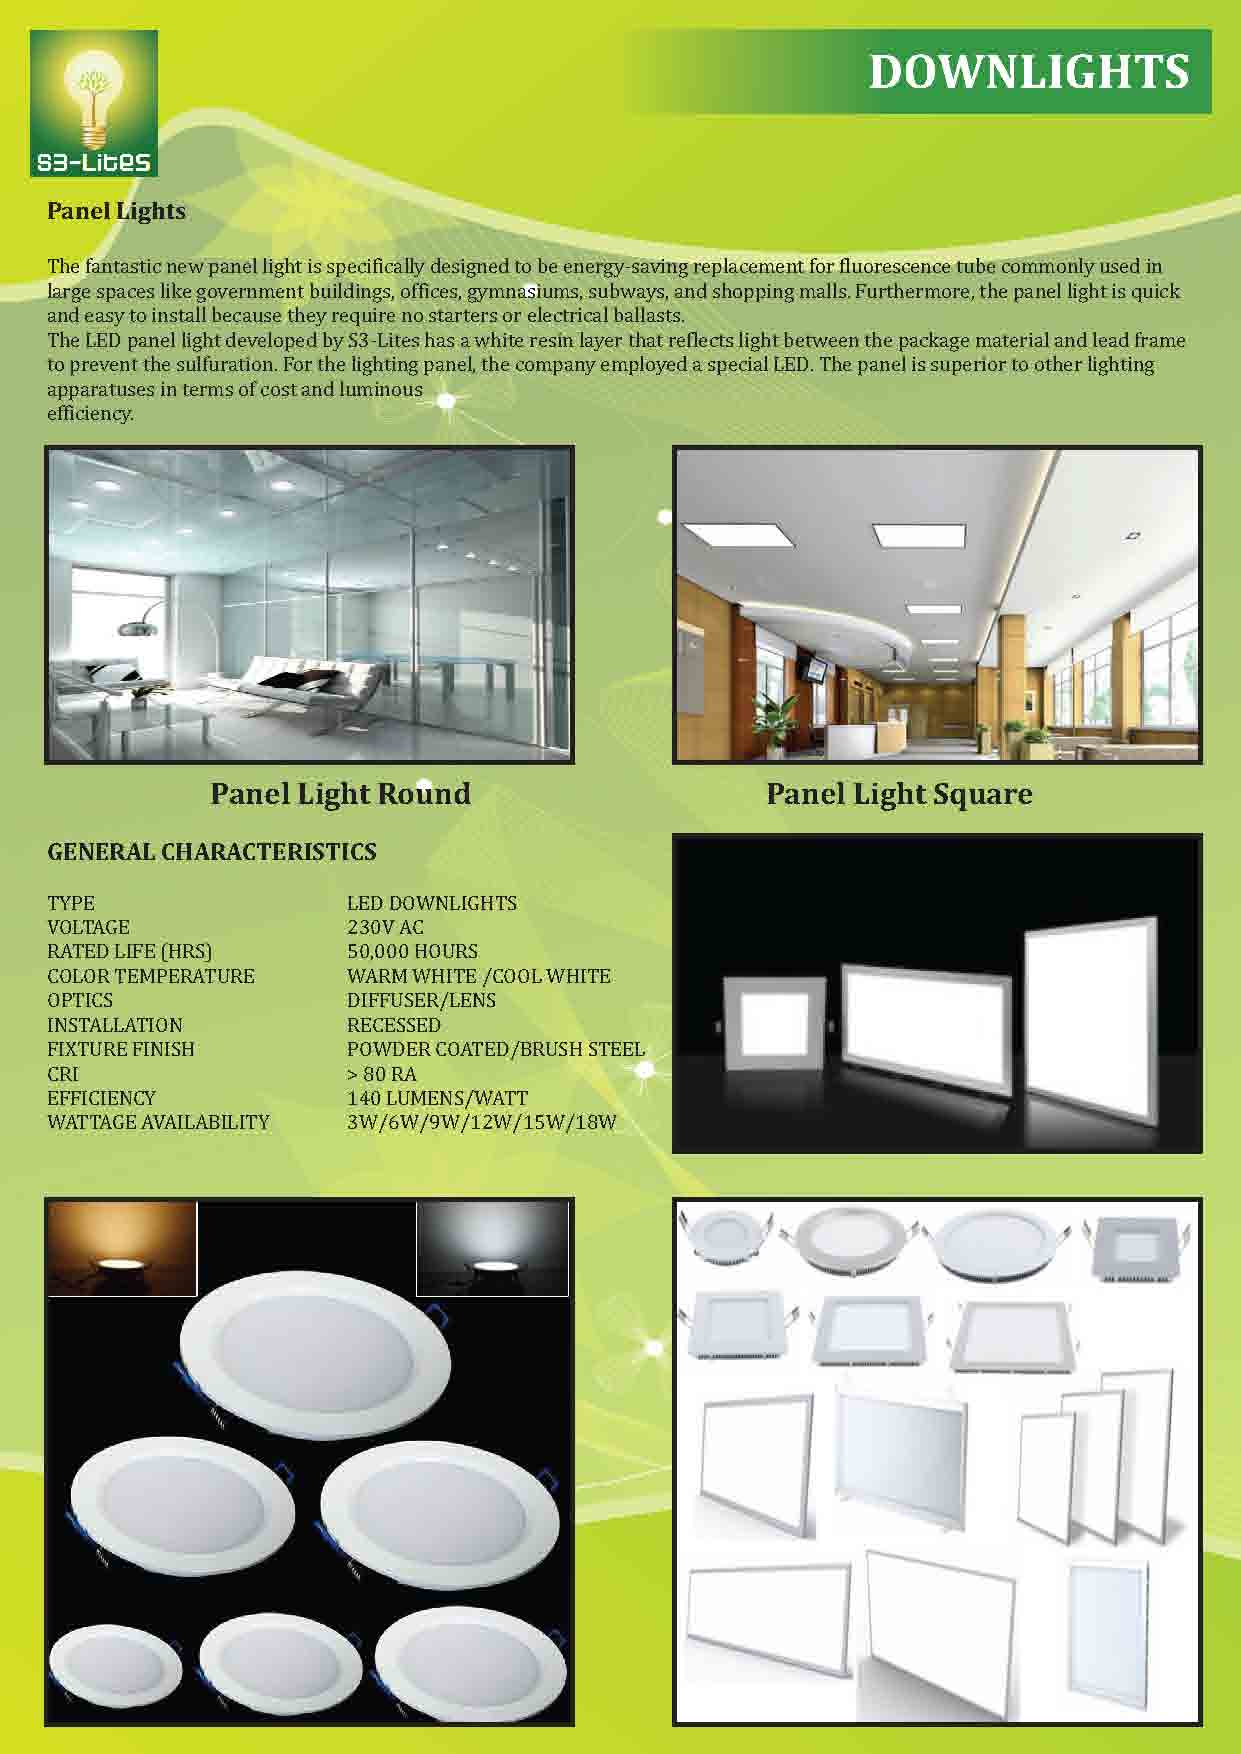 DOWNLIGHTS
S3-Lites
Panel Lights
The fantastic new panel light is specifically designed to be energy-saving replacement for fluorescence tube commonly used in
large spaces like government buildings, offices, gymnasiums, subways, and shopping malls. Furthermore, the panel light is quick
and easy to install because they require no starters or electrical ballasts.
The LED panel light developed by S3-Lites has a white resin layer that reflects light between the package material and lead frame
to prevent the sulfuration. For the lighting panel, the company employed a special LED. The panel is superior to other lighting
apparatuses in terms of cost and luminous
efficiency.
Panel Light Round
Panel Light Square
GENERAL CHARACTERISTICS
TYPE LED DOWNLIGHTS
VOLTAGE 230V AC
RATED LIFE (HRS) 50,000 HOURS
COLOR TEMPERATURE WARM WHITE /COOL WHITE
OPTICS DIFFUSER/LENS
INSTALLATION RECESSED
FIXTURE FINISH POWDER COATED/BRUSH STEEL
CRI > 80 RA
EFFICIENCY 140 LUMENS/WATT
WATTAGE AVAILABILITY 3W/6W/9W/12W/15W/18W